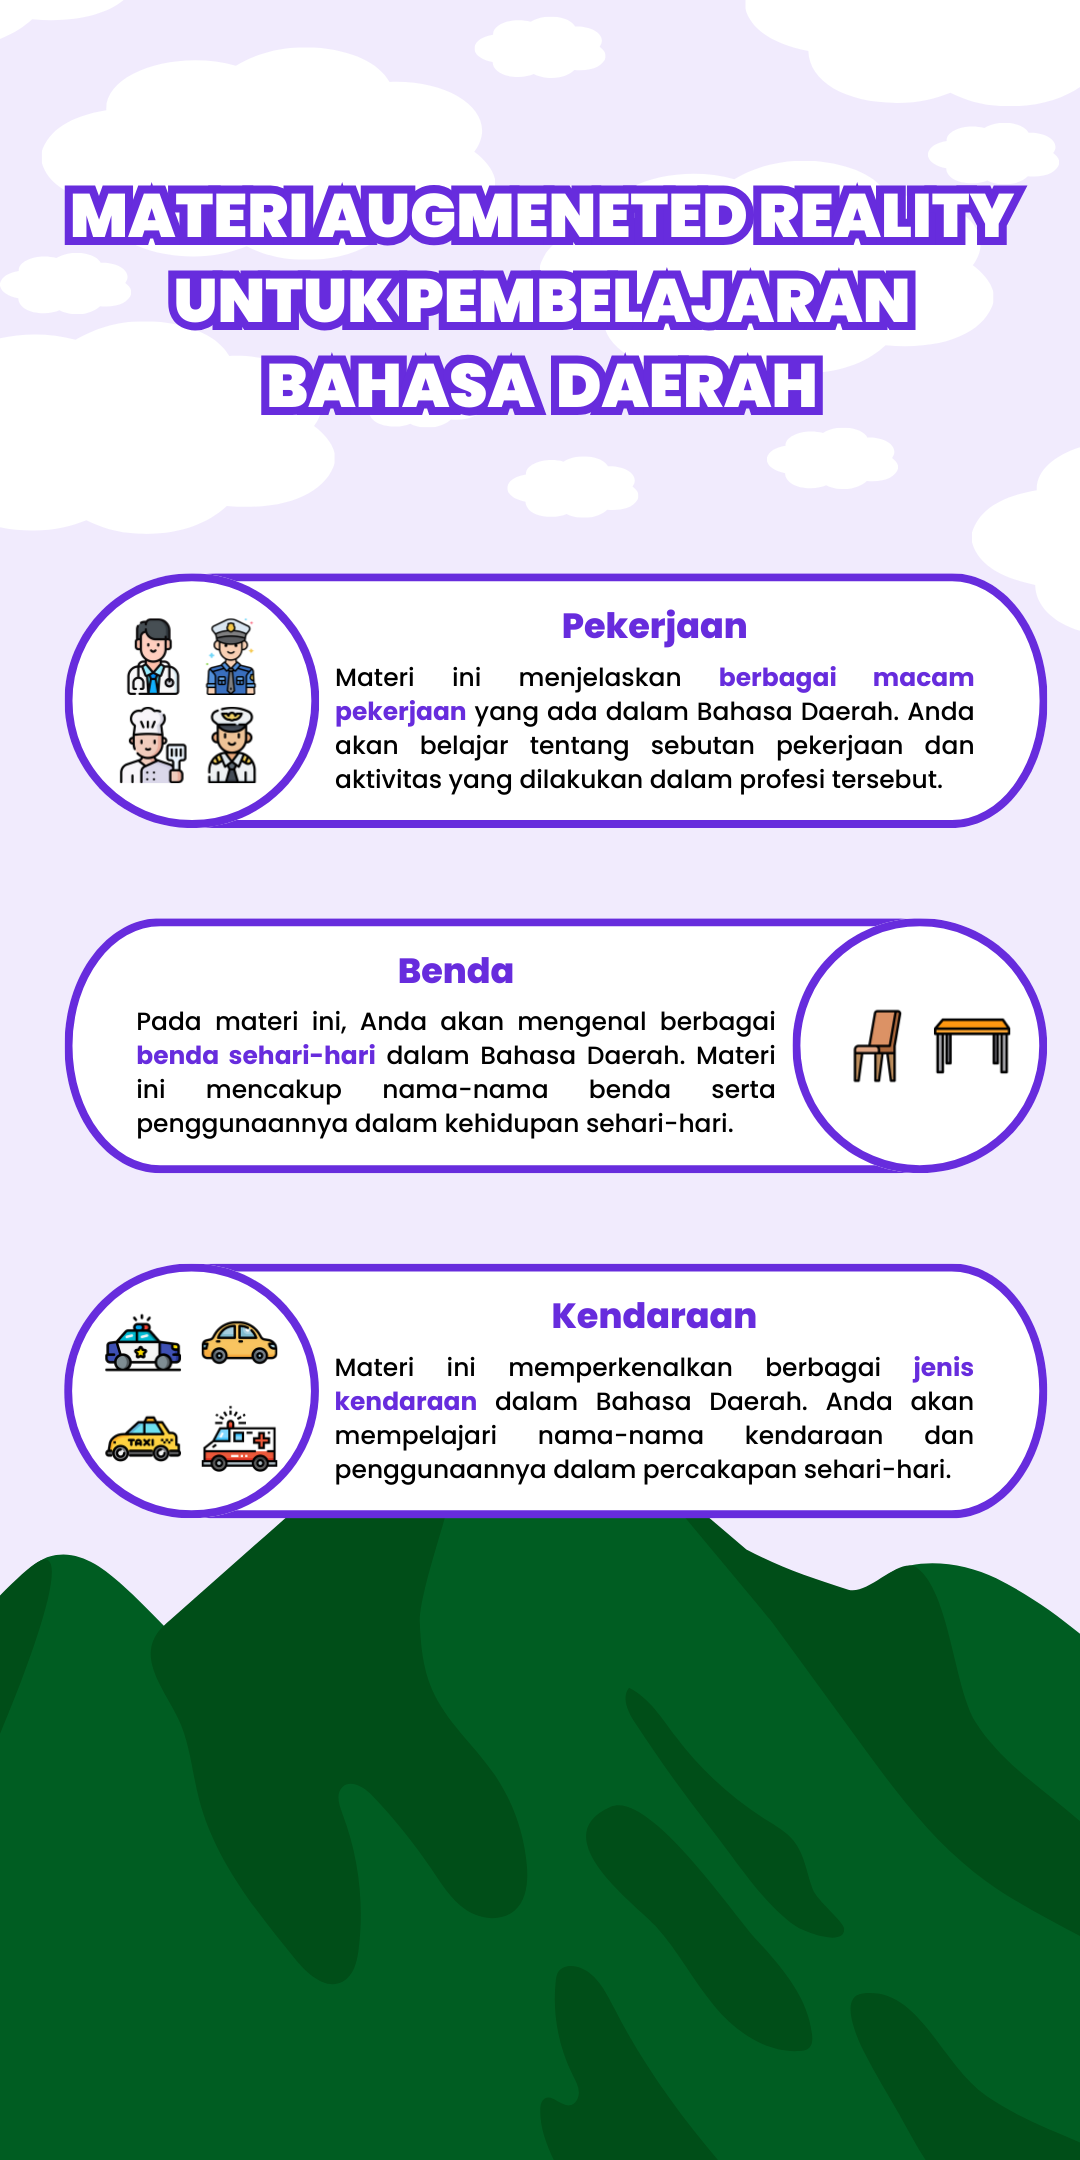 MATERI AUGMENETED REALITY
UNTUK PEMBELAJARAN
BAHASA DAERAH
Pekerjaan
Materi ini menjelaskan berbagai macam
pekerjaan yang ada dalam Bahasa Daerah. Anda
akan belajar tentang sebutan pekerjaan dan
aktivitas yang dilakukan dalam profesi tersebut.
Benda
Pada materi ini, Anda akan mengenal berbagai
benda sehari-hari dalam Bahasa Daerah. Materi
ini mencakup nama-nama benda serta
penggunaannya dalam kehidupan sehari-hari.
Kendaraan
Materi ini memperkenalkan berbagai jenis
kendaraan dalam Bahasa Daerah. Anda akan
mempelajari nama-nama kendaraan dan
penggunaannya dalam percakapan sehari-hari.
TAXI